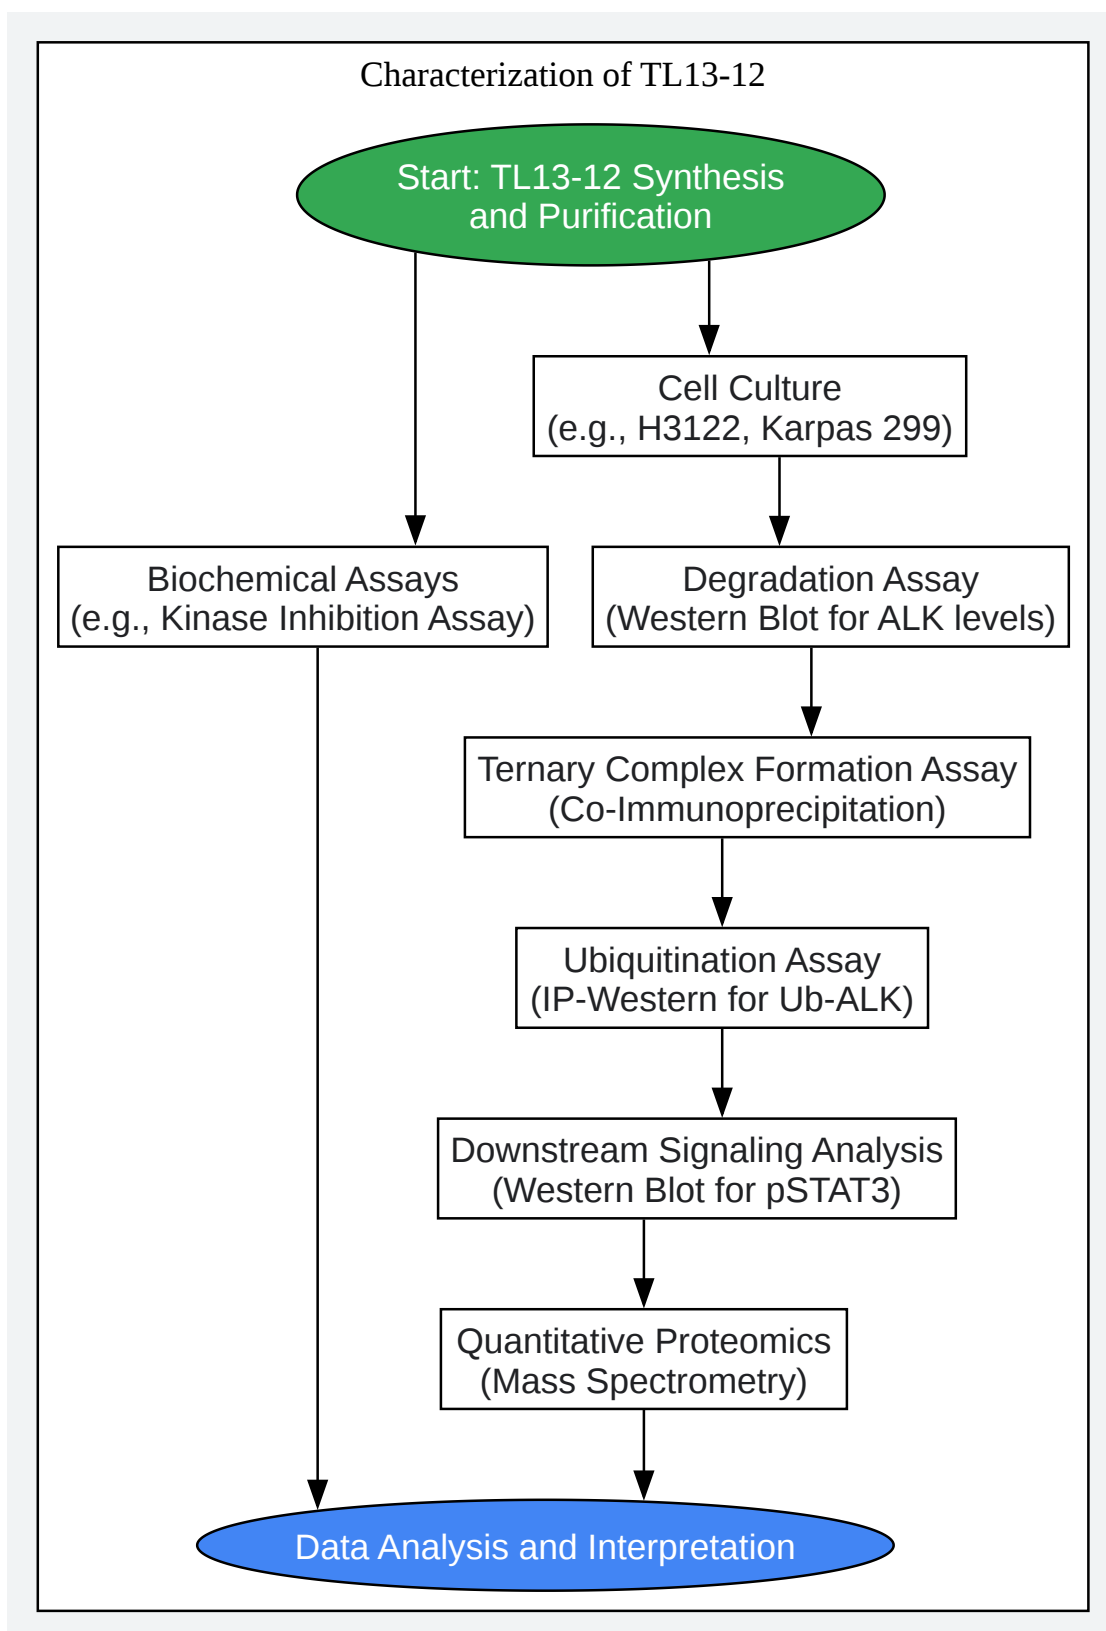 Characterization of TL13-12
Start: TL13-12 Synthesis
and Purification
Cell Culture
(e.g., H3122, Karpas 299)
Biochemical Assays
(e.g., Kinase Inhibition Assay)
Degradation Assay
(Western Blot for ALK levels)
Ternary Complex Formation Assay
(Co-Immunoprecipitation)
Ubiquitination Assay
(IP-Western for Ub-ALK)
Downstream Signaling Analysis
(Western Blot for pSTAT3)
Quantitative Proteomics
(Mass Spectrometry)
Data Analysis and Interpretation